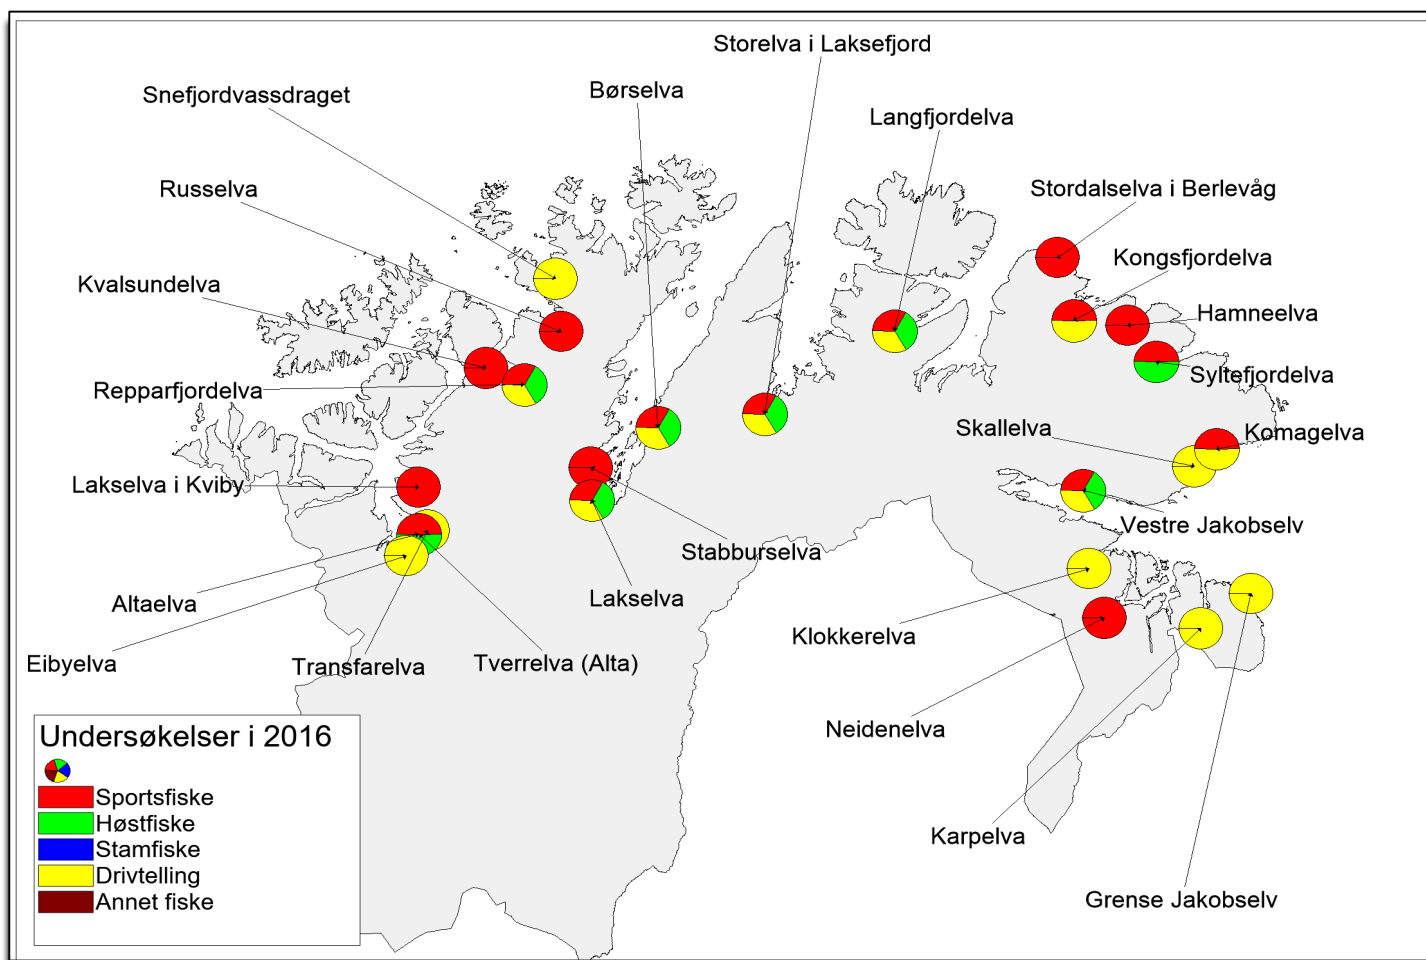 Storelva i Laksefjord
Snefjordvassdraget
Børselva
Langfjordelva
Russelva
Stordalselva i Berlevåg
Kvalsundelva
Kongsfjordelva
Hamneelva
Repparfjordelva
Syltefjordelva
Skallelva
Komagelva
Lakselva i Kviby
Vestre Jakobselv
Stabburselva
Altaelva
Lakselva
Klokkerelva
Eibyelva
Transfarelva
Tverrelva (Alta)
Neidenelva
Karpelva
Grense Jakobselv
Undersøkelser i 2016
Sportsfiske
Høstfiske
Stamfiske
Drivtelling
Annet fiske